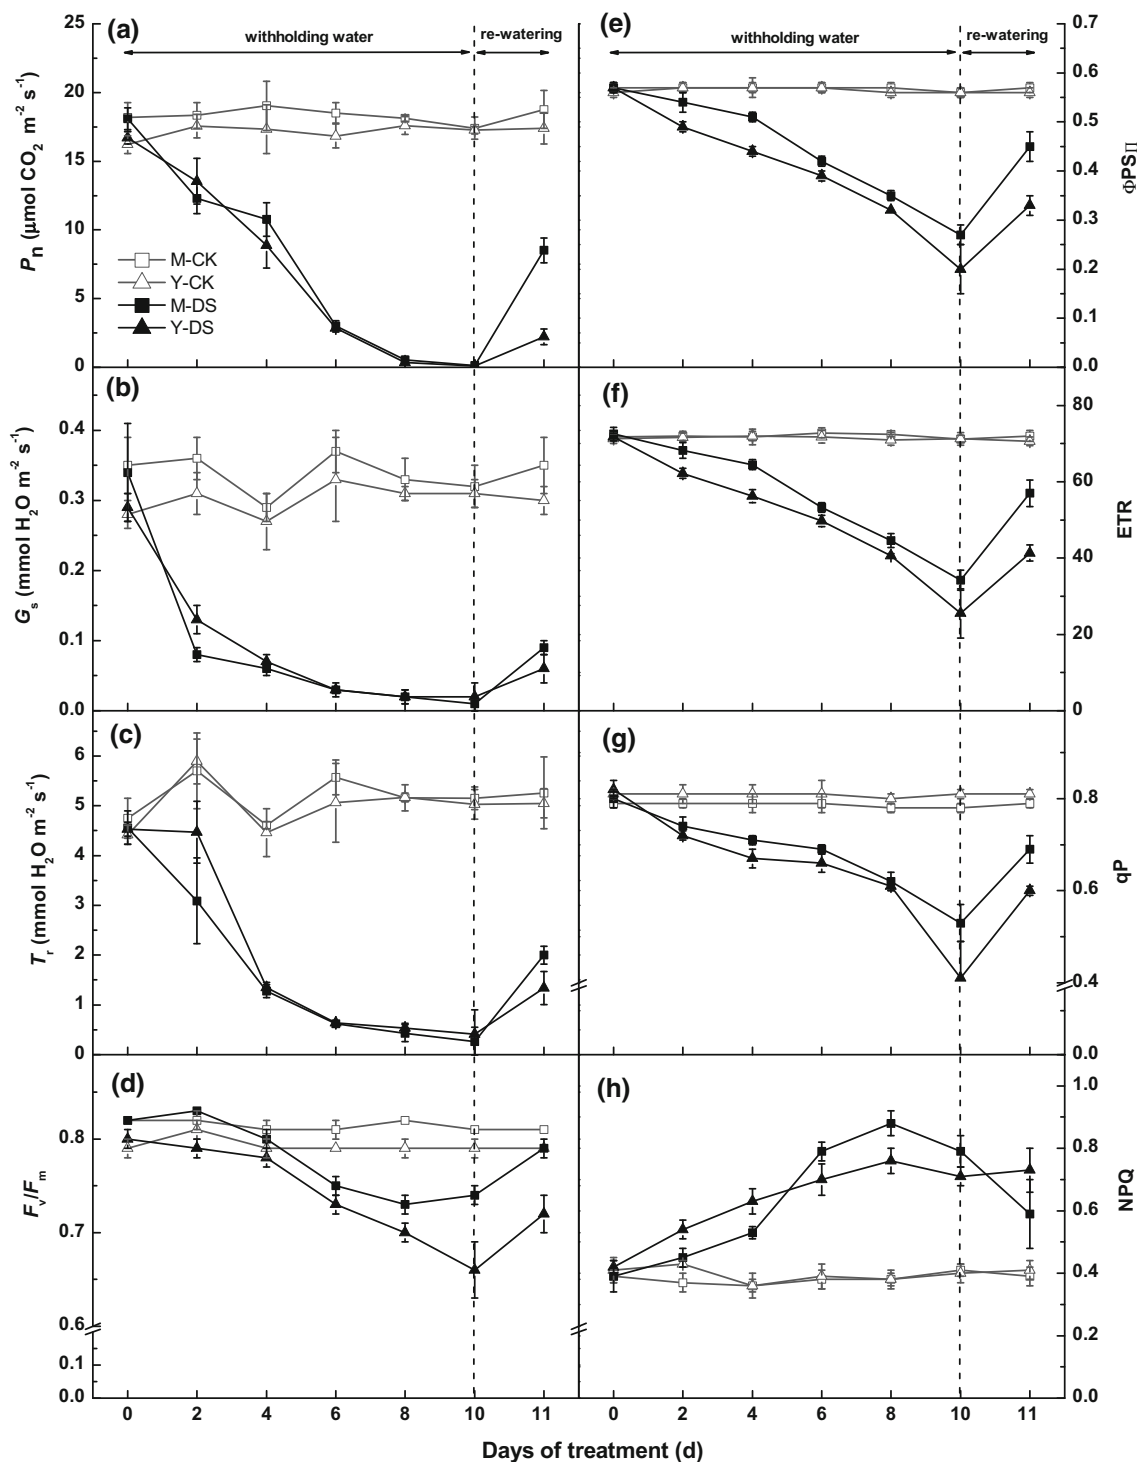 (a)
withholding water
re-watering
25
20
15
10
5
0
Pn (μmol CO2 m-2 s-1)
M-CK
Y-CK
M-DS
Y-DS
(e)
withholding water
re-watering
0.7
0.6
0.5
0.4
0.3
0.2
0.1
0.0
ΦPSΠ
(b)
0.4
0.3
0.2
0.1
0.0
Gs (mmol H2O m-2 s-1)
(f)
80
60
40
20
0
ETR
(c)
6
5
4
3
2
1
0
Tr (mmol H2O m-2 s-1)
(g)
0.8
0.6
0.4
0.0
qP
(d)
0.8
0.7
0.6
0.1
0.0
Fv/Fm
(h)
1.0
0.8
0.6
0.4
0.2
0.0
NPQ
0 2 4 6 8 10 11
0 2 4 6 8 10 11
Days of treatment (d)